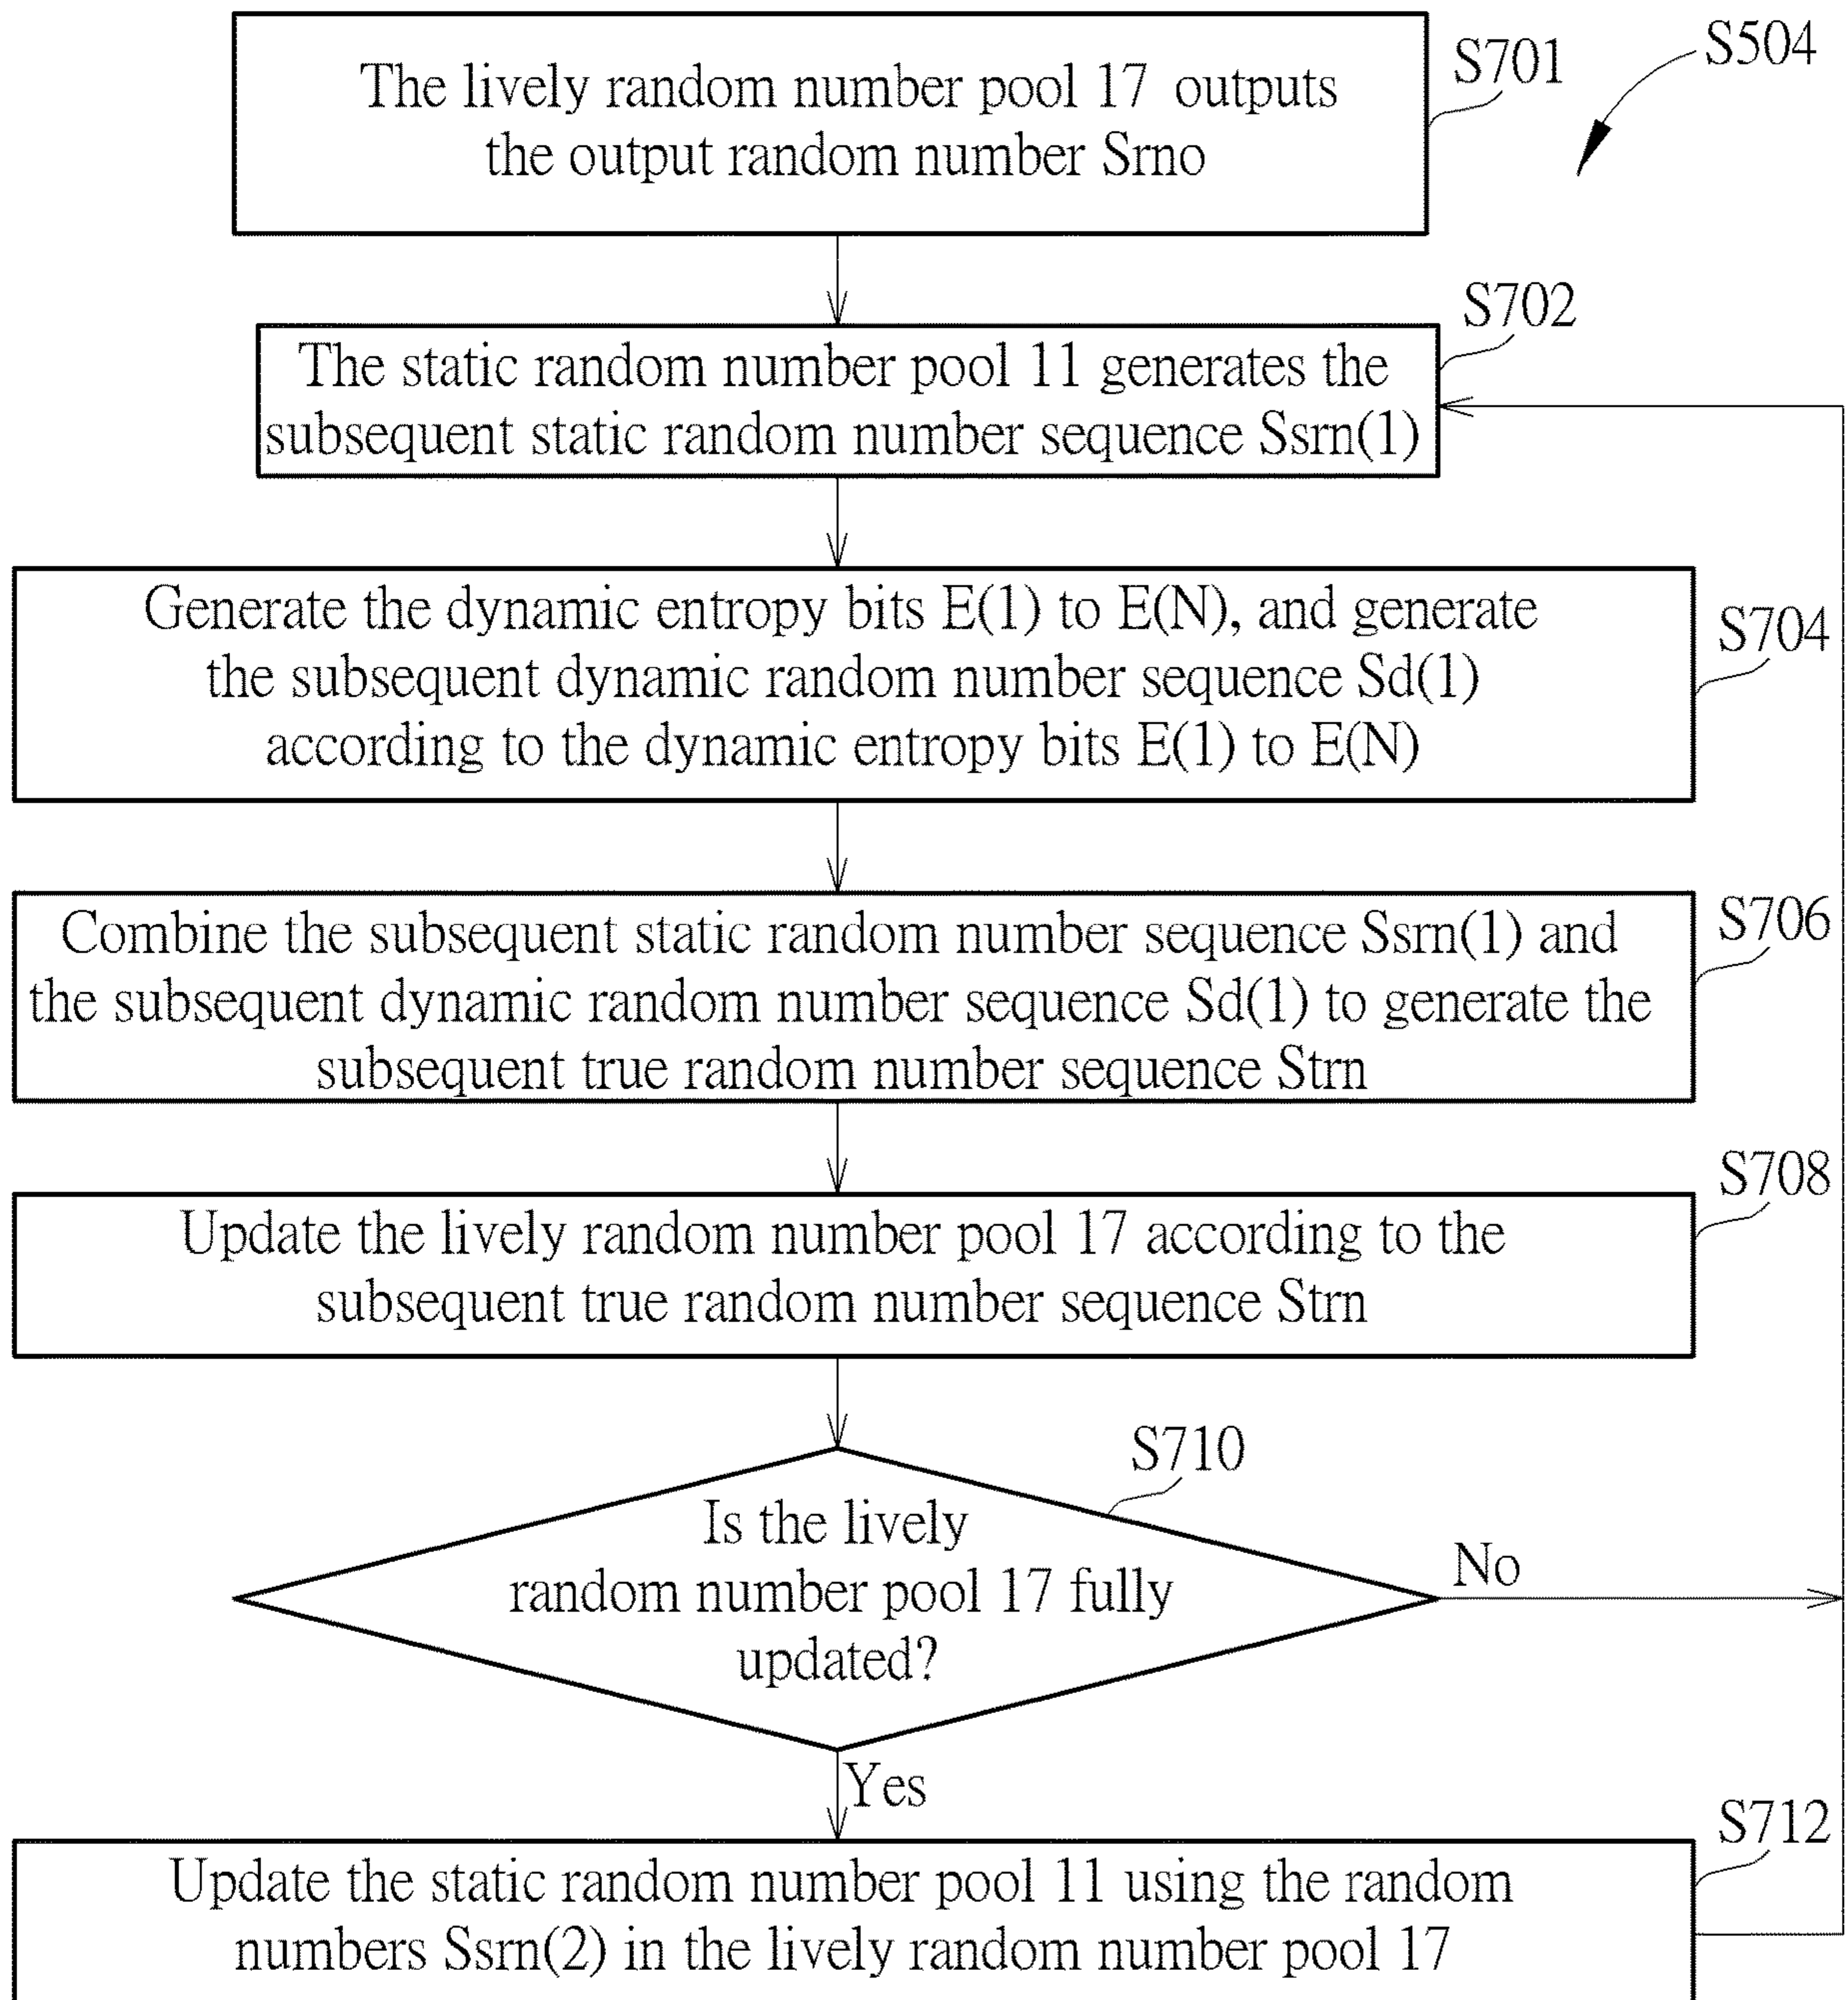 S504
S701
The lively random number pool 17 outputs
the output random number Srno
S702
The static random number pool 11 generates the
subsequent static random number sequence Ssrn(1)
S704
Generate the dynamic entropy bits E(1) to E(N), and generate
the subsequent dynamic random number sequence Sd(1)
according to the dynamic entropy bits E(1) to E(N)
S706
Combine the subsequent static random number sequence Ssrn(1) and
the subsequent dynamic random number sequence Sd(1) to generate the
subsequent true random number sequence Strn
S708
Update the lively random number pool 17 according to the
subsequent true random number sequence Strn
S710
Is the lively
random number pool 17 fully
updated?
No
Yes
S712
Update the static random number pool 11 using the random
numbers Ssrn(2) in the lively random number pool 17